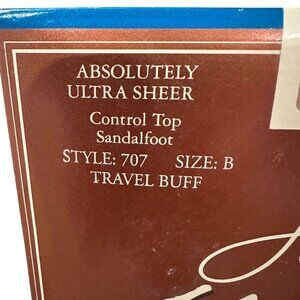 ABSOLUTELY
ULTRA SHEER
Control Top
Sandalfoot
STYLE: 707 SIZE: B
TRAVEL BUFF